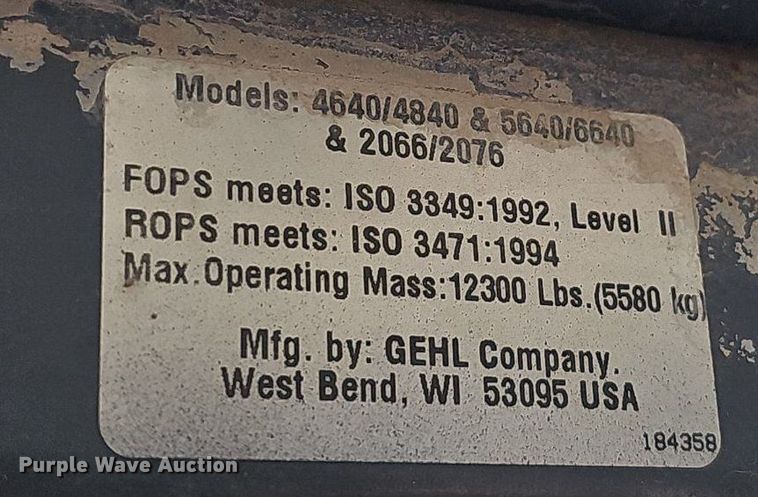 Models: 4640/4840 & 5640/6640
& 2066/2076
FOPS meets: ISO 3349:1992, Level II
ROPS meets: ISO 3471:1994
Max.Operating Mass:12300 Lbs.(5580 kg)
Mfg. by: GEHL Company.
West Bend, WI 53095 USA
184358
Purple Wave Auction